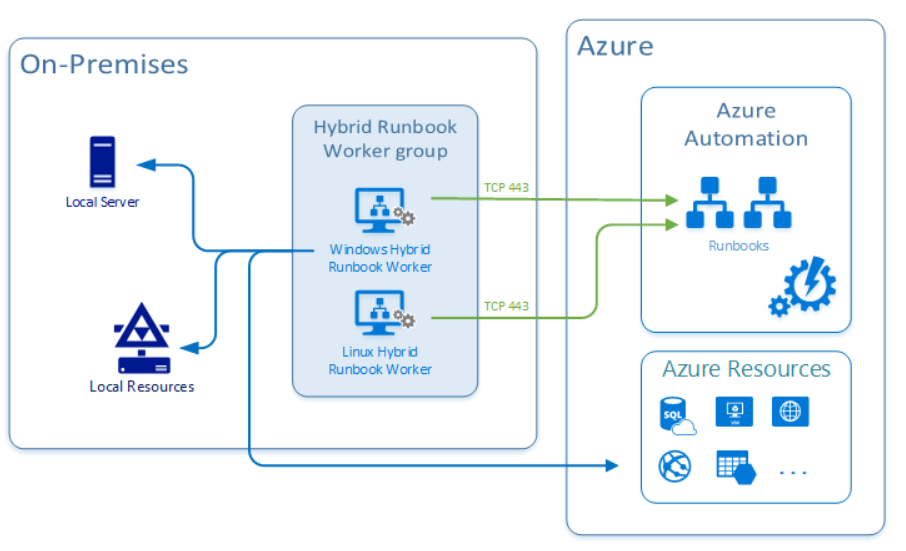 On-Premises
Local Server
Local Resources
Hybrid Runbook
Worker group
Windows Hybrid
Runbook Worker
Linux Hybrid
Runbook Worker
TCP 443
TCP 443
Azure
Azure
Automation
Runbooks
Azure Resources
SQL
VM
. . .